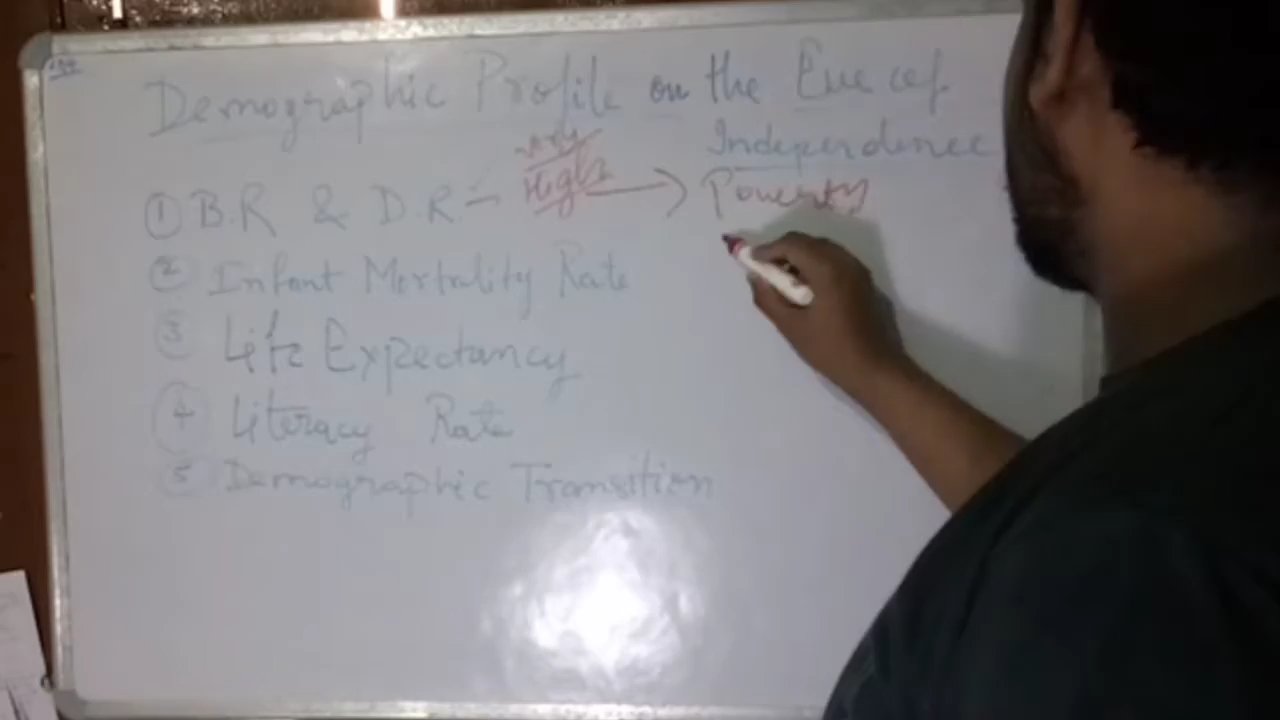 Demographic Profile on the Eve of
Independence
① B.R & D.R – Very High → Poverty
② Infant Mortality Rate
③ Life Expectancy
④ Literacy Rate
⑤ Demographic Transition